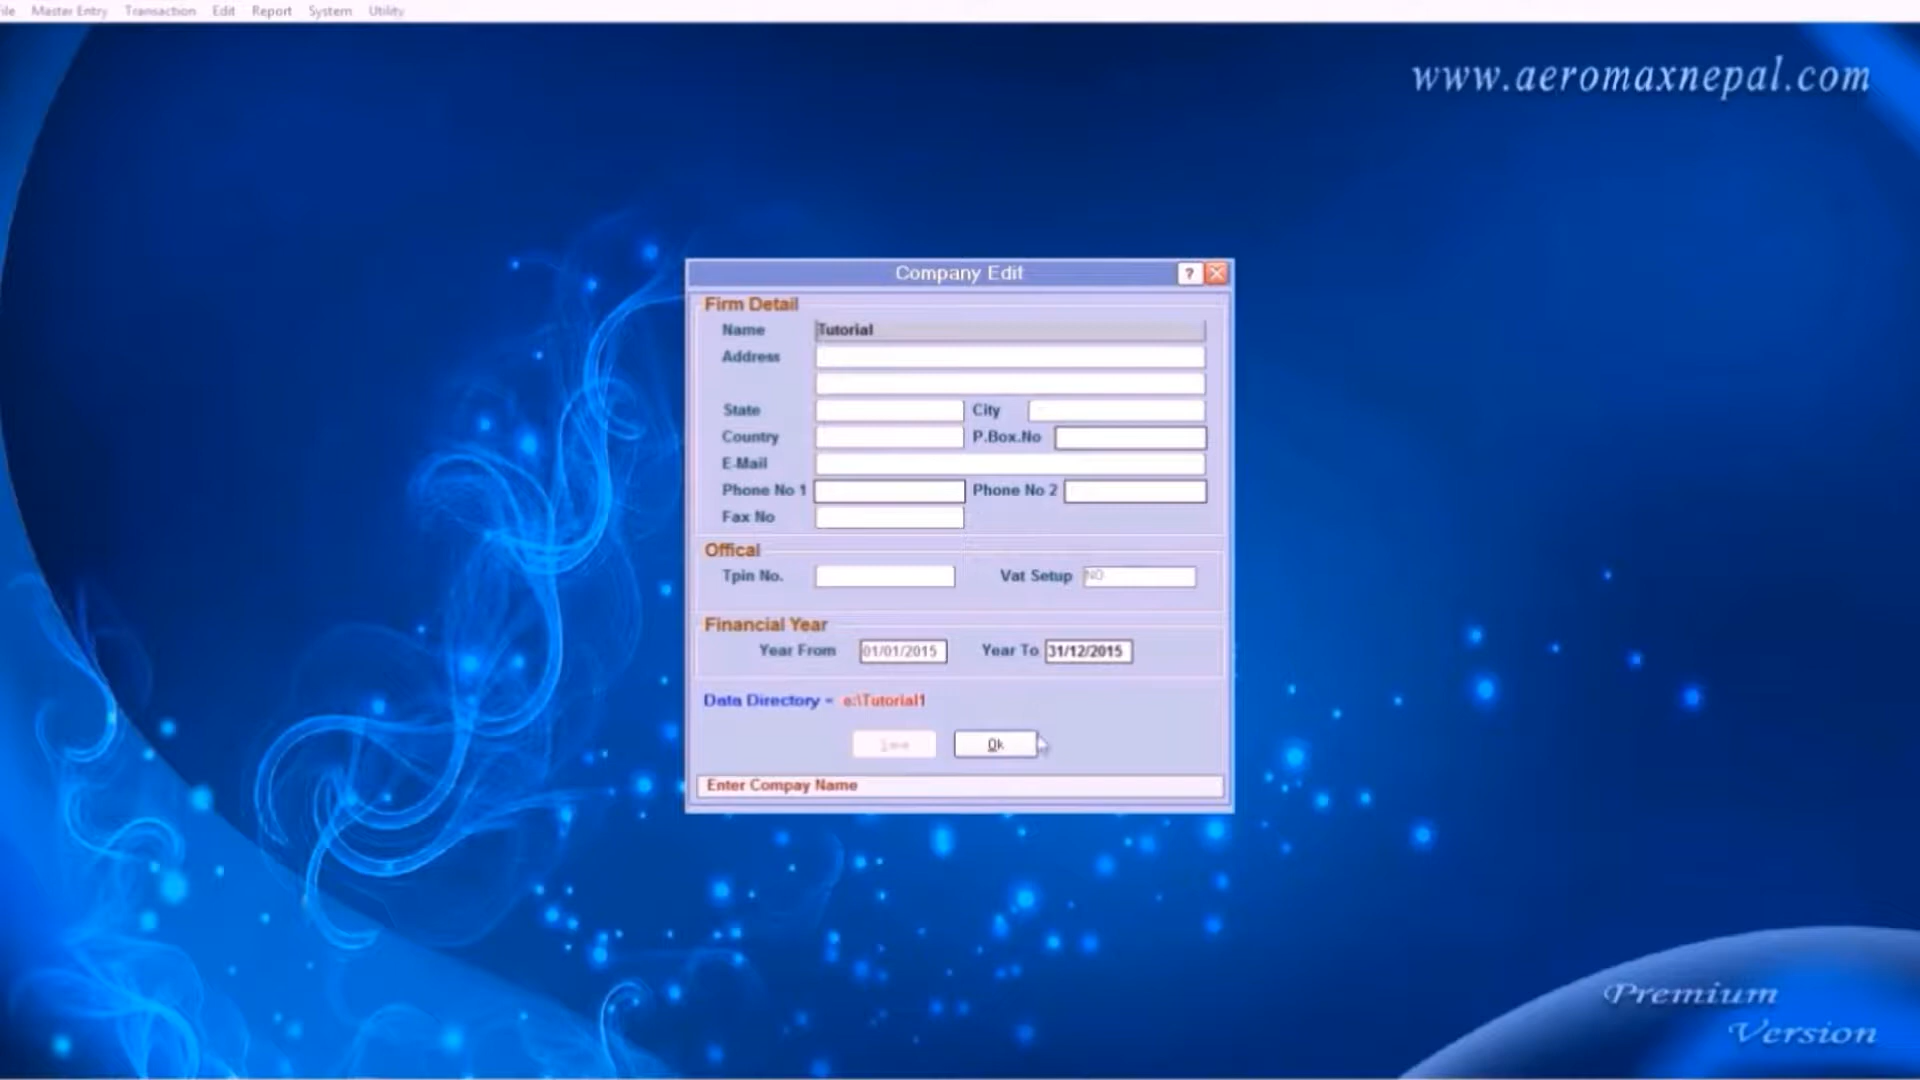 ile Master Entry Transaction Edit Report System Utility
www.aeromaxnepal.com
Company Edit ?
Firm Detail
Name Tutorial
Address
State City
Country P.Box.No
E-Mail
Phone No 1 Phone No 2
Fax No
Offical
Tpin No. Vat Setup NO
Financial Year
Year From 01/01/2015 Year To 31/12/2015
Data Directory = e:\Tutorial1
Ok
Enter Compay Name
Premium
Version